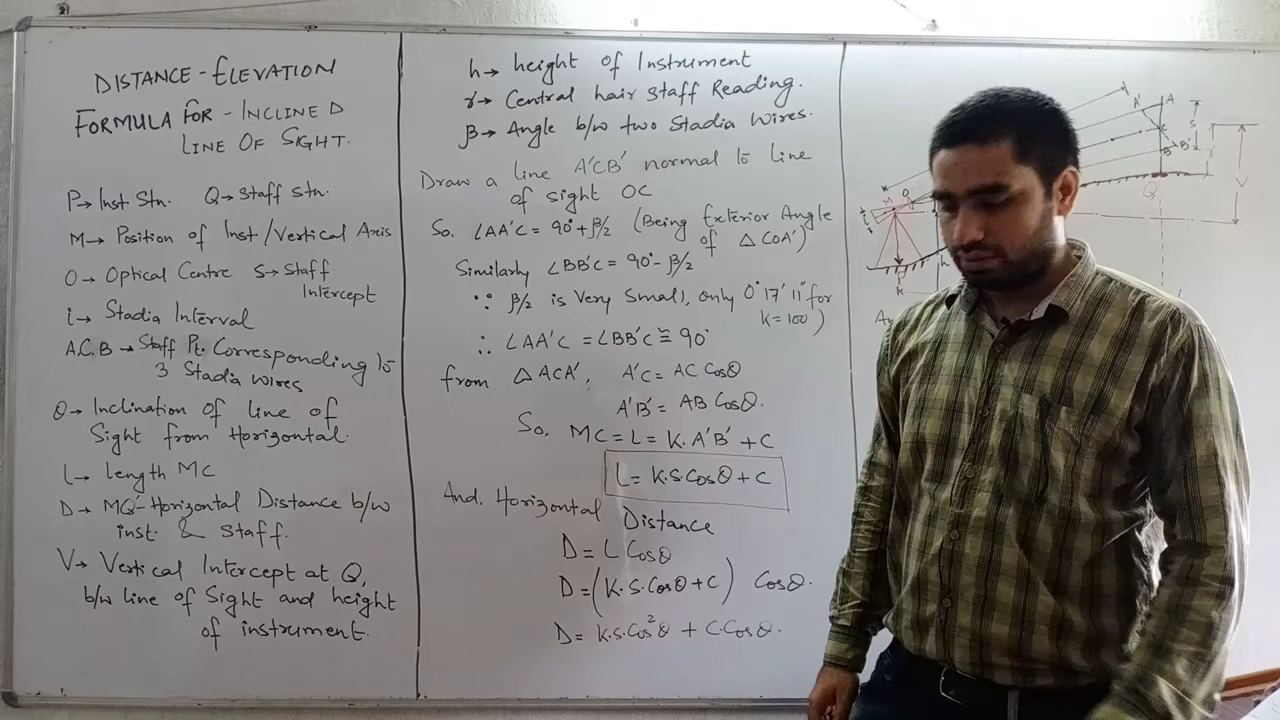 DISTANCE - ELEVATION
FORMULA FOR - INCLINED
LINE OF SIGHT.
P→ Inst. Stn. Q→ Staff Stn.
M→ Position of Inst/Vertical Axis
O→ Optical Centre S→ Staff
Intercept
i→ Stadia Interval
A.C.B → Staff Pt. Corresponding to
3 Stadia wires
θ→ Inclination of line of
Sight from Horizontal.
L→ length MC
D→ MQ'-Horizontal Distance b/w
inst. & Staff.
V→ Vertical Intercept at Q,
b/w line of Sight and height
of instrument.
h→ height of Instrument
r→ Central hair Staff Reading.
β→ Angle b/w two Stadia Wires.
Draw a line A'CB' normal to line
of sight OC
So, ∠AA'C = 90°+β/2 (Being Exterior Angle
of △COA')
Similarly ∠BB'C = 90°-β/2
∵ β/2 is Very Small, only 0°17'11" for
k=100)
∴ ∠AA'C = ∠BB'C ≅ 90°
from △ACA', A'C = AC Cosθ
A'B' = AB Cosθ.
So, MC = L = K.A'B' + C
L = K.S.Cosθ + C
And, Horizontal Distance
D = L Cosθ
D = (K.S.Cosθ + C) Cosθ.
D = K.S.Cos²θ + C.Cosθ.
A' A
C
B B'
V
Q
M O
h